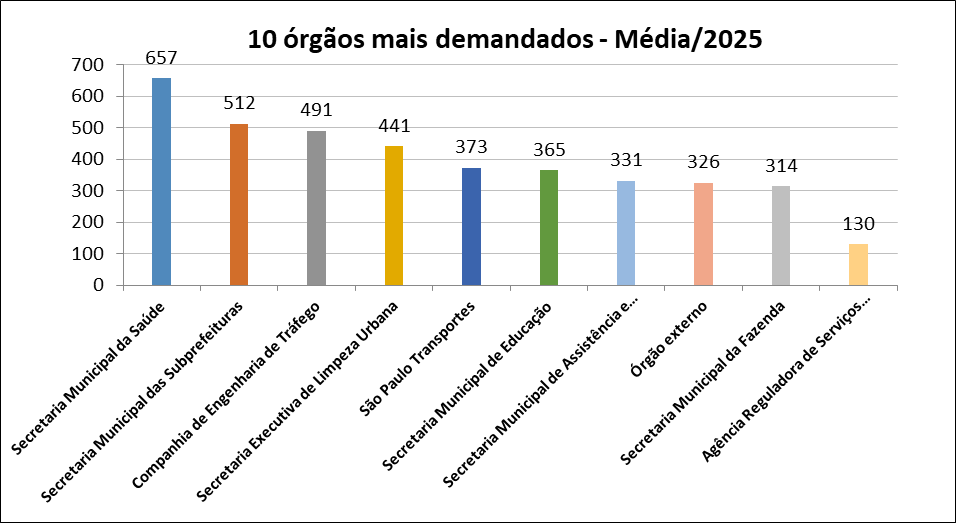 10 órgãos mais demandados - Média/2025
700
600
500
400
300
200
100
0
657
512
491
441
373
365
331
326
314
130
Secretaria Municipal da Saúde
Secretaria Municipal das Subprefeituras
Companhia de Engenharia de Tráfego
Secretaria Executiva de Limpeza Urbana
São Paulo Transportes
Secretaria Municipal de Educação
Secretaria Municipal de Assistência e...
Órgão externo
Secretaria Municipal da Fazenda
Agência Reguladora de Serviços...